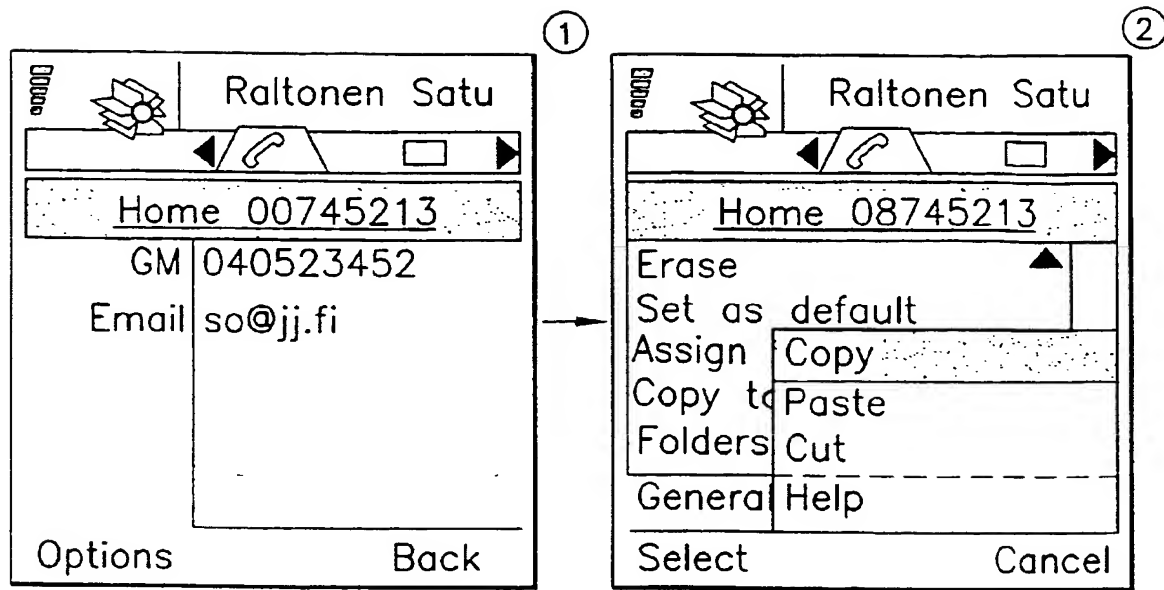 1
Raltonen Satu
Home 00745213
GM 040523452
Email so@jj.fi
Options Back
2
Raltonen Satu
Home 08745213
Erase
Set as default
Assign
Copy to
Folders
General
Copy
Paste
Cut
Help
Select Cancel